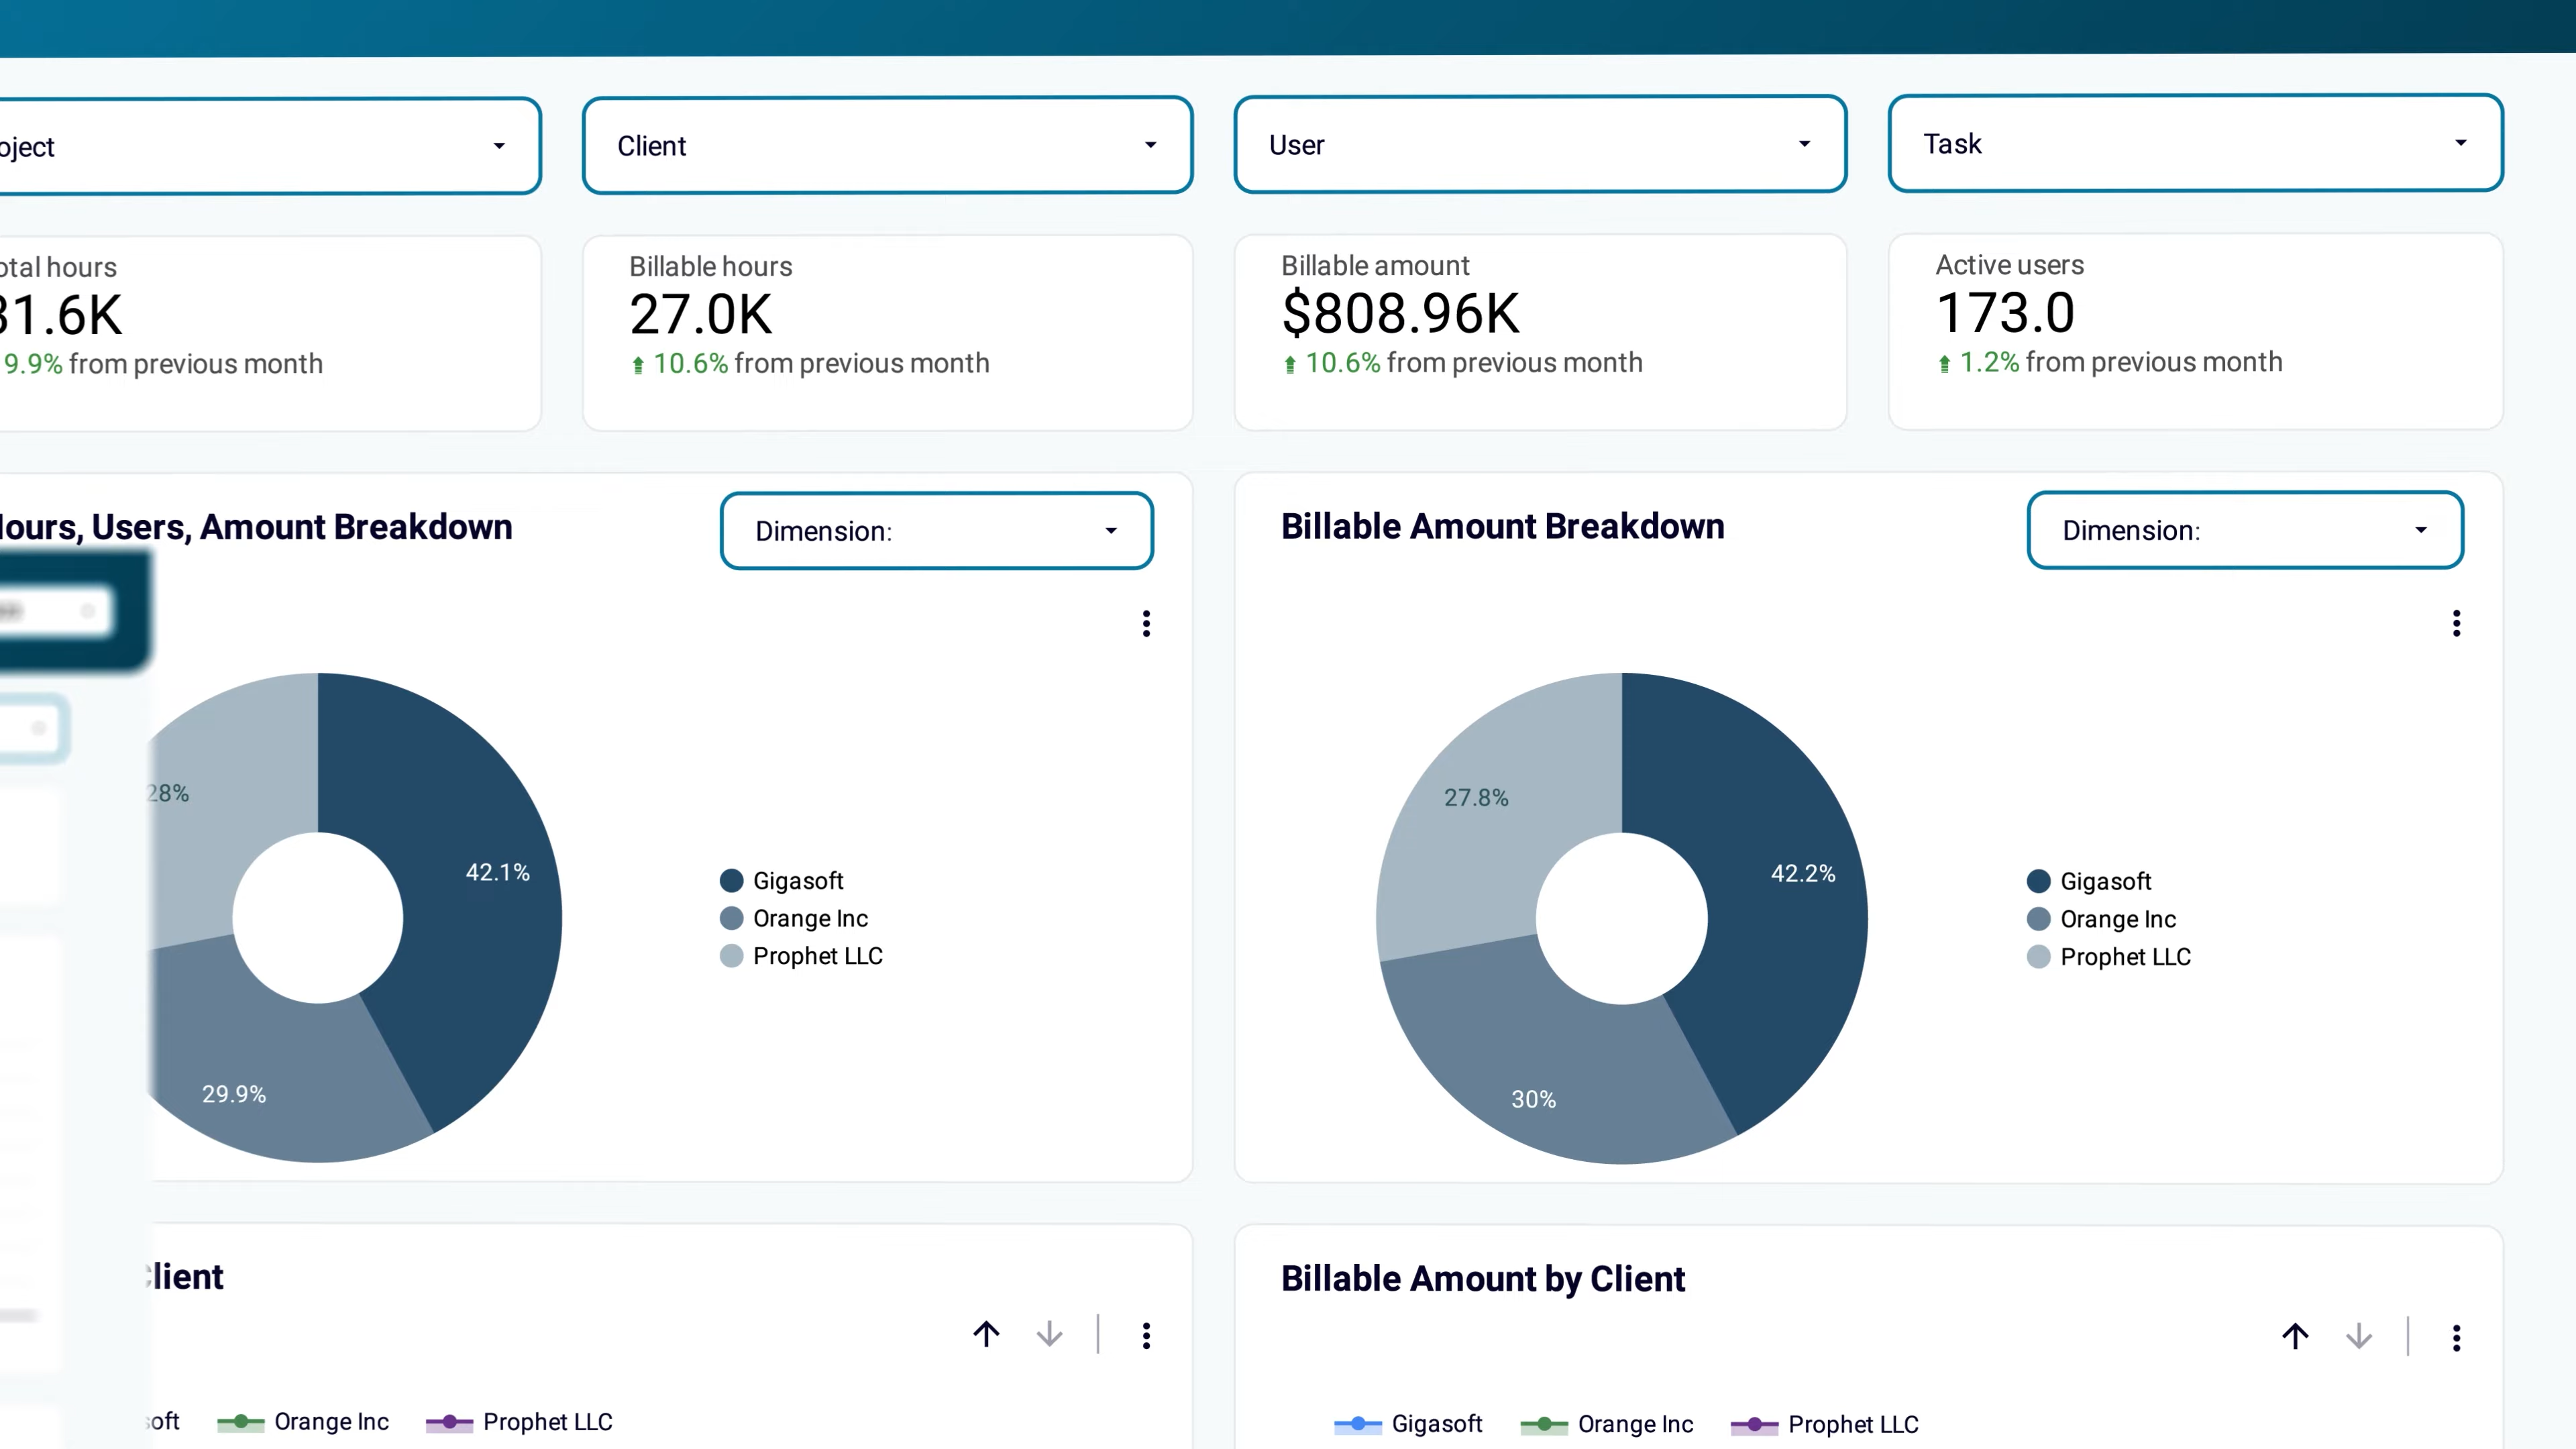 oject
Client
User
Task
otal hours
31.6K
9.9% from previous month
Billable hours
27.0K
10.6% from previous month
Billable amount
$808.96K
10.6% from previous month
Active users
173.0
1.2% from previous month
Hours, Users, Amount Breakdown
Dimension:
28%
42.1%
29.9%
Gigasoft
Orange Inc
Prophet LLC
Billable Amount Breakdown
Dimension:
27.8%
42.2%
30%
Gigasoft
Orange Inc
Prophet LLC
Client
soft
Orange Inc
Prophet LLC
Billable Amount by Client
Gigasoft
Orange Inc
Prophet LLC